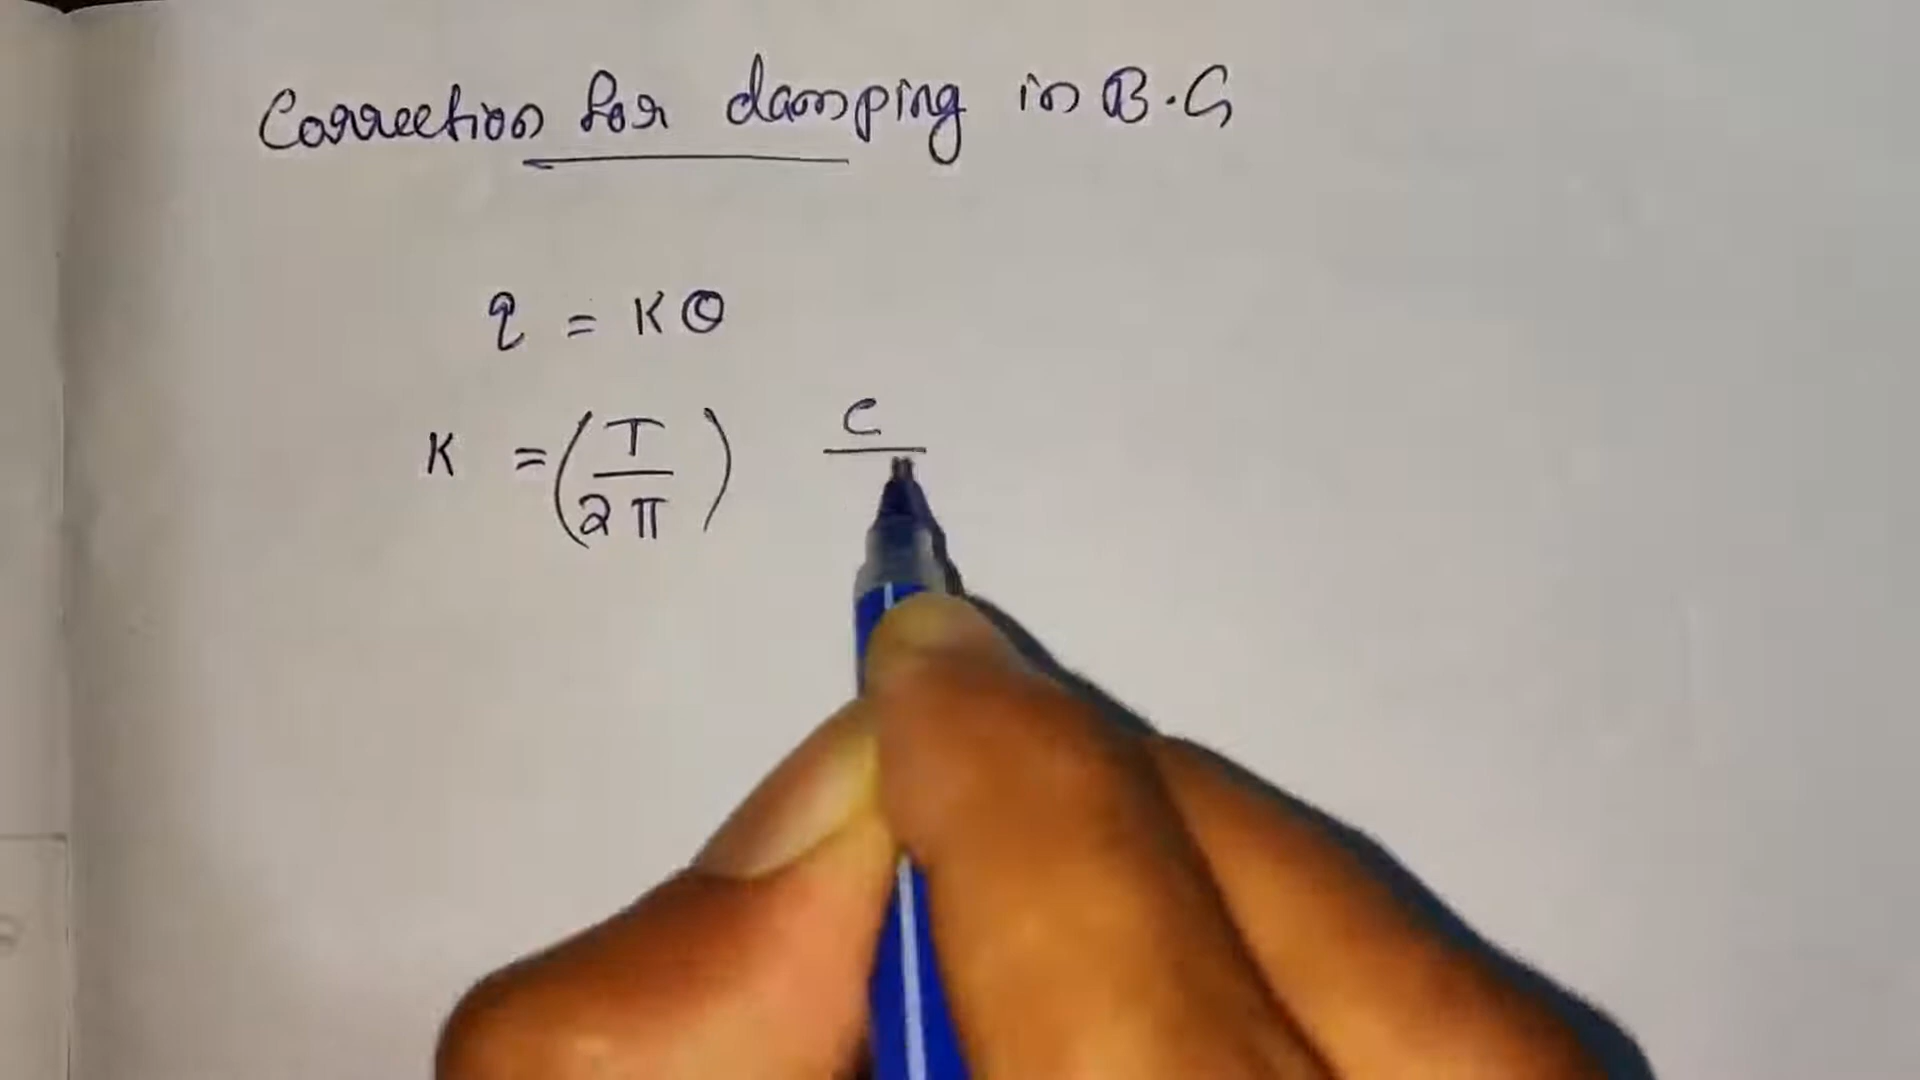 Correction for damping in B.G
q = Kθ
K = (T/2π) C/